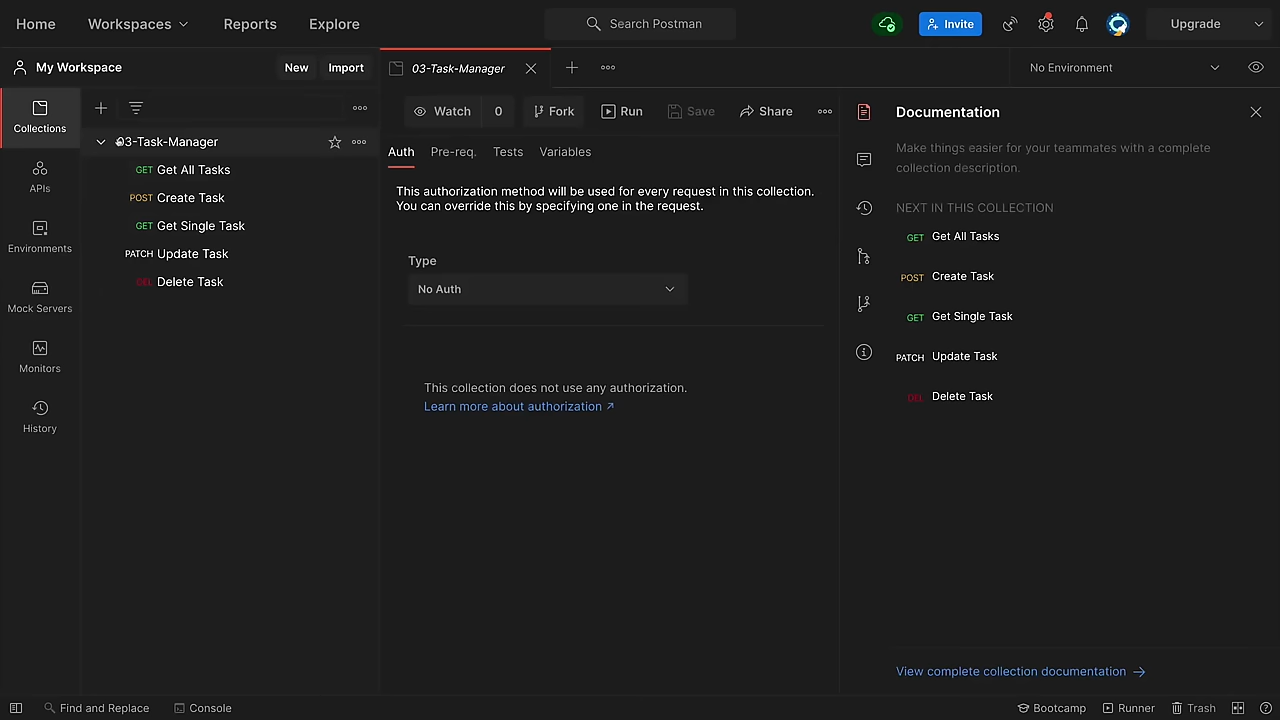 Home Workspaces Reports Explore Search Postman Invite Upgrade
My Workspace New Import 03-Task-Manager No Environment
Collections
APIs
Environments
Mock Servers
Monitors
History
03-Task-Manager
GET Get All Tasks
POST Create Task
GET Get Single Task
PATCH Update Task
DEL Delete Task
Watch 0 Fork Run Save Share
Auth Pre-req. Tests Variables
This authorization method will be used for every request in this collection.
You can override this by specifying one in the request.
Type
No Auth
This collection does not use any authorization.
Learn more about authorization ↗
Documentation
Make things easier for your teammates with a complete
collection description.
NEXT IN THIS COLLECTION
GET Get All Tasks
POST Create Task
GET Get Single Task
PATCH Update Task
DEL Delete Task
View complete collection documentation →
Find and Replace Console Bootcamp Runner Trash